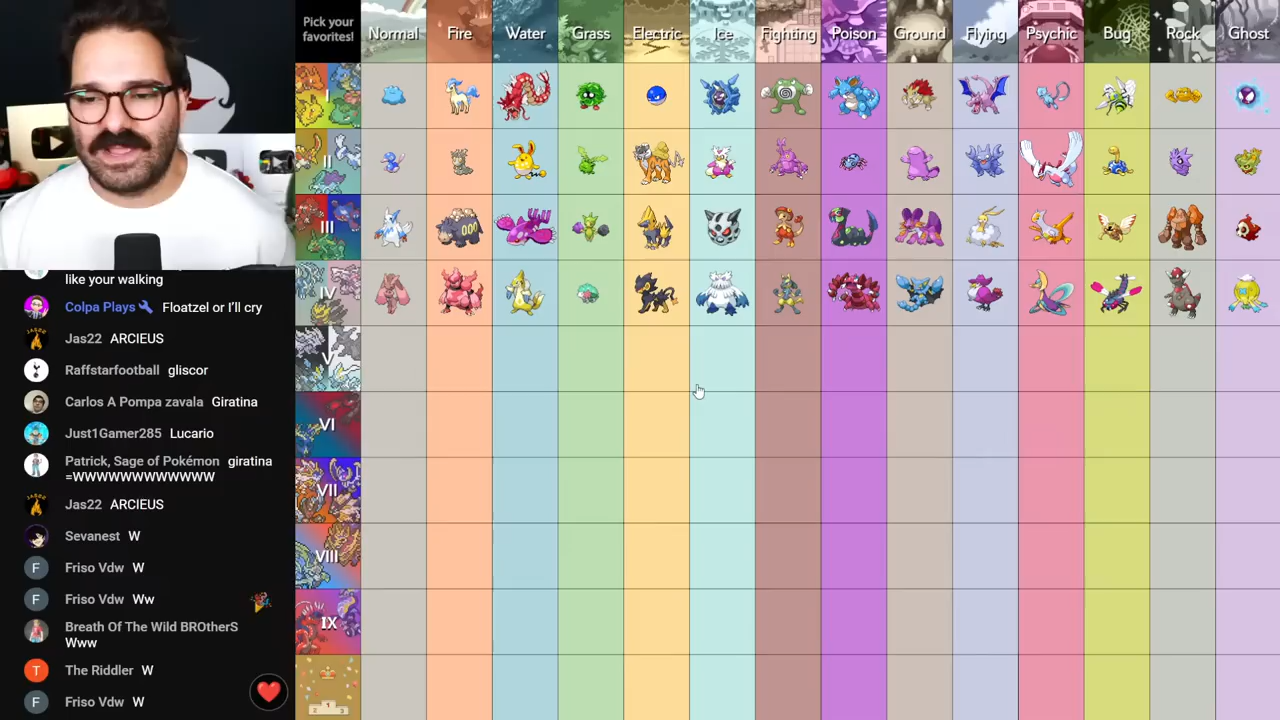 Pick your
favorites!
Normal
Fire
Water
Grass
Electric
Ice
Fighting
Poison
Ground
Flying
Psychic
Bug
Rock
Ghost
I
II
III
IV
V
VI
VII
VIII
IX
1
2 3
like your walking
Colpa Plays Floatzel or I’ll cry
Jas22 ARCIEUS
Raffstarfootball gliscor
Carlos A Pompa zavala Giratina
Just1Gamer285 Lucario
Patrick, Sage of Pokémon giratina
=WWWWWWWWWWWW
Jas22 ARCIEUS
Sevanest W
F Friso Vdw W
F Friso Vdw Ww
Breath Of The Wild BROtherS
Www
T The Riddler W
F Friso Vdw W